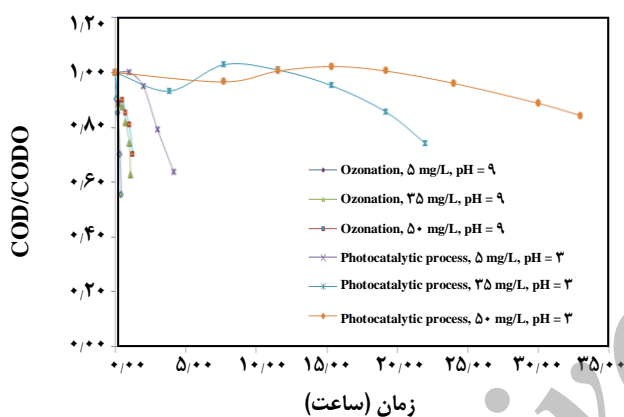 ۱٫۲۰
۱٫۰۰
۰٫۸۰
۰٫۶۰
۰٫۴۰
۰٫۲۰
۰٫۰۰
COD/CODO
Ozonation, ۵ mg/L, pH = ۹
Ozonation, ۳۵ mg/L, pH = ۹
Ozonation, ۵۰ mg/L, pH = ۹
Photocatalytic process, ۵ mg/L, pH = ۳
Photocatalytic process, ۳۵ mg/L, pH = ۳
Photocatalytic process, ۵۰ mg/L, pH = ۳
۰٫۰۰ ۵٫۰۰ ۱۰٫۰۰ ۱۵٫۰۰ ۲۰٫۰۰ ۲۵٫۰۰ ۳۰٫۰۰ ۳۵٫۰۰
زمان (ساعت)